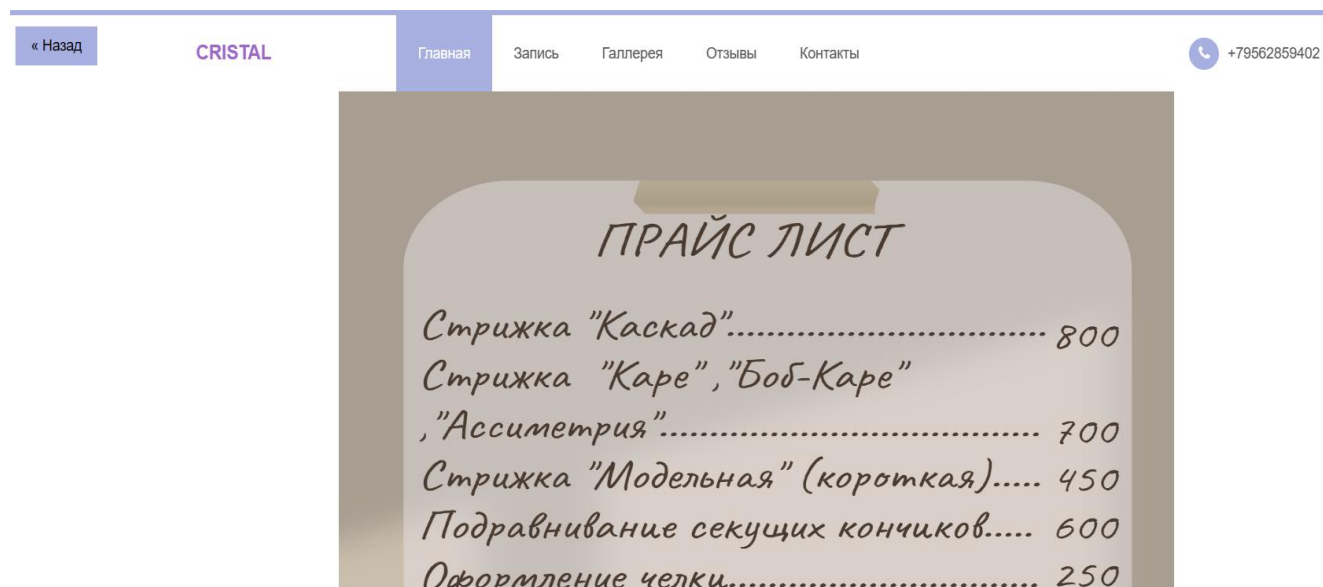 « Назад
CRISTAL
Главная Запись Галлерея Отзывы Контакты
+79562859402
ПРАЙС ЛИСТ
Стрижка "Каскад"................................ 800
Стрижка "Каре","Боб-Каре"
,"Ассиметрия"...................................... 700
Стрижка "Модельная" (короткая)..... 450
Подравнивание секущих кончиков..... 600
Оформление челки............................... 250